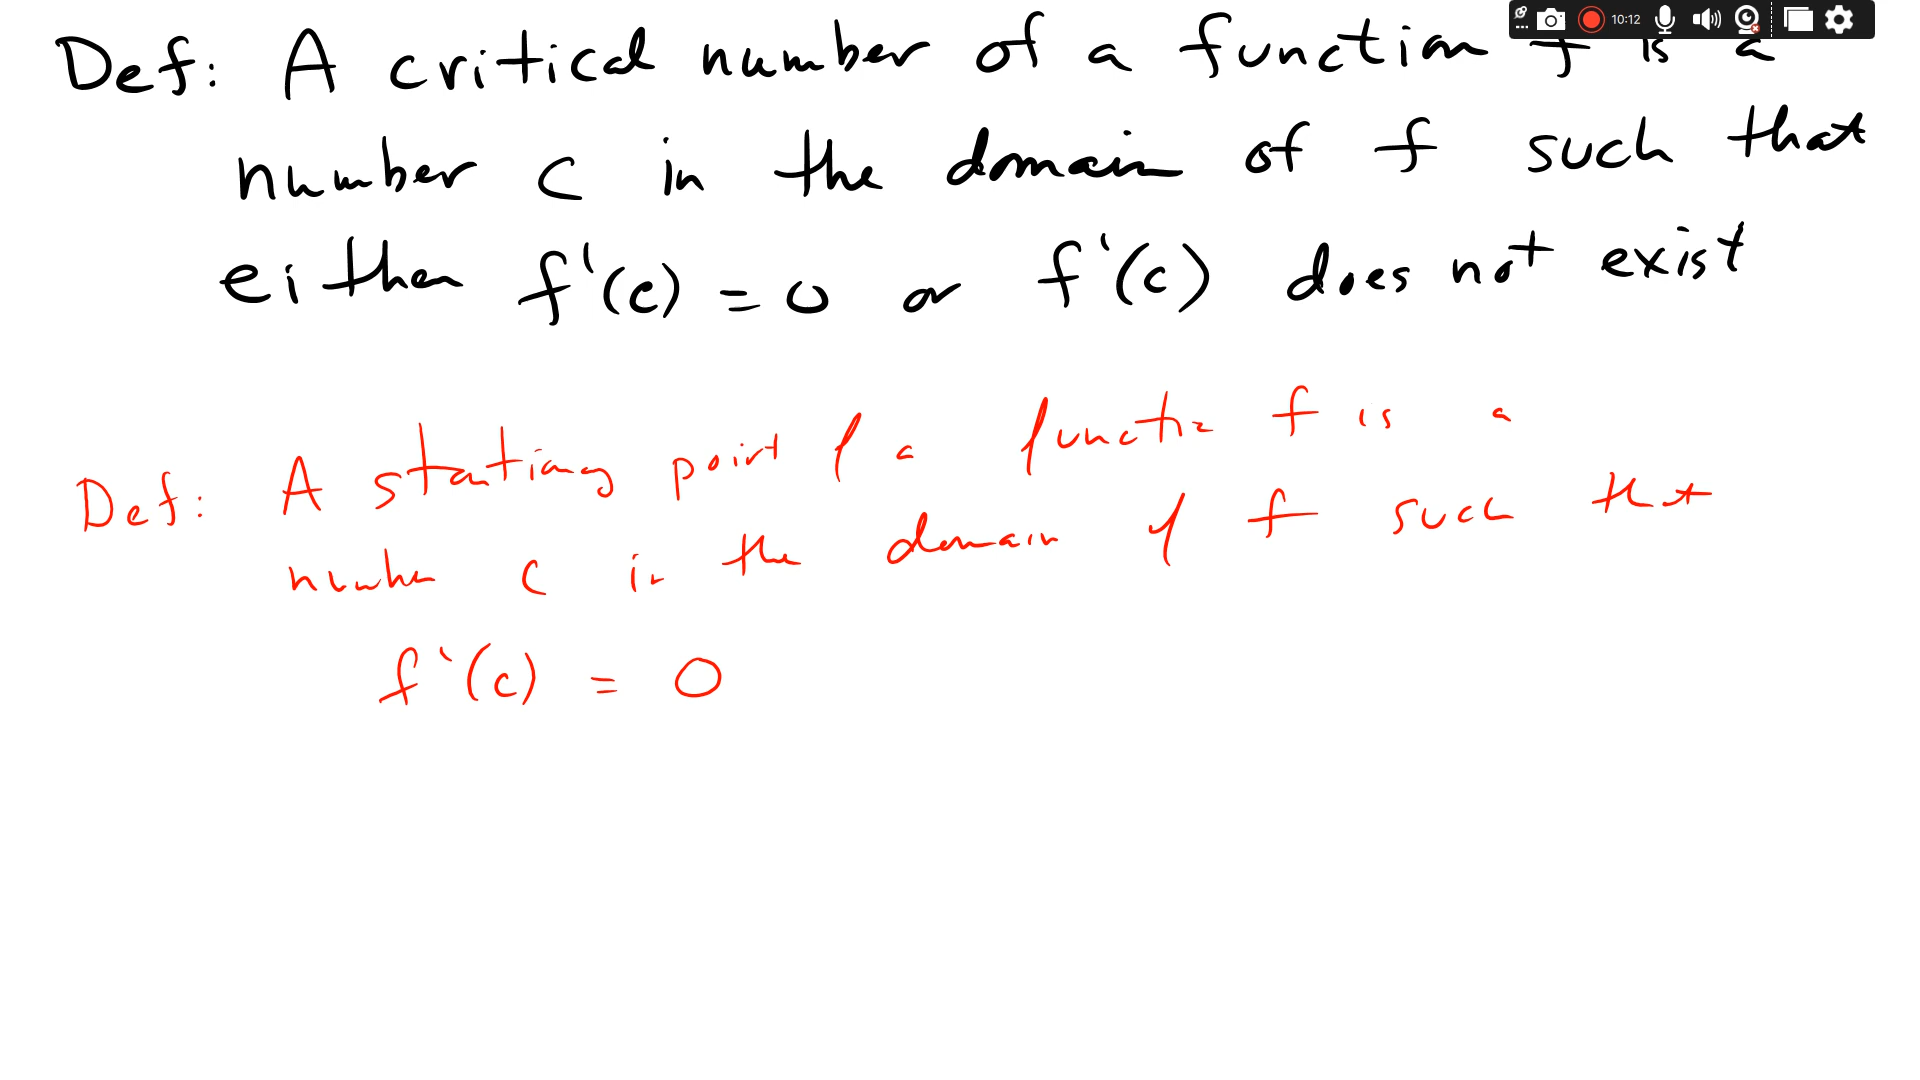 10:12
Def: A critical number of a function f is a
number c in the domain of f such that
either f'(c) = 0 or f'(c) does not exist
Def: A stationary point of a function f is a
number c in the domain of f such that
f'(c) = 0